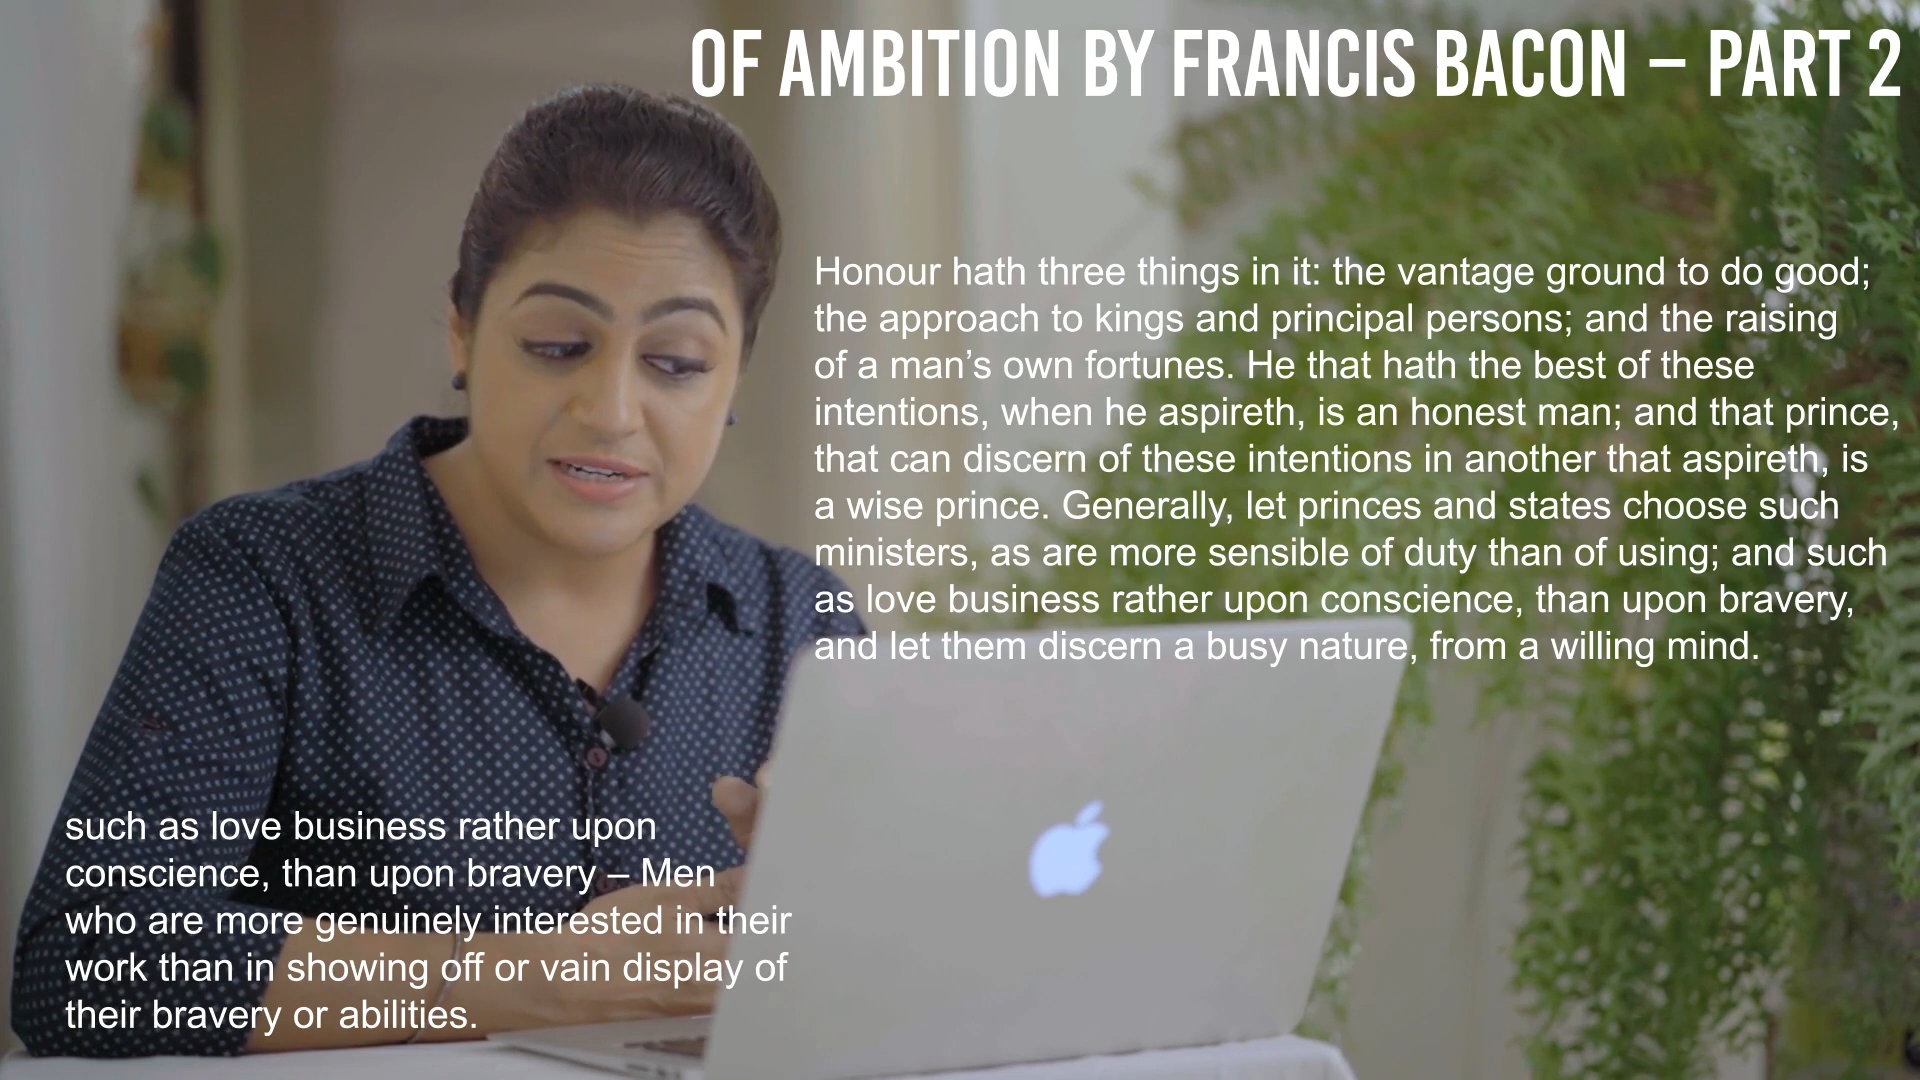 OF AMBITION BY FRANCIS BACON – PART 2
Honour hath three things in it: the vantage ground to do good;
the approach to kings and principal persons; and the raising
of a man’s own fortunes. He that hath the best of these
intentions, when he aspireth, is an honest man; and that prince,
that can discern of these intentions in another that aspireth, is
a wise prince. Generally, let princes and states choose such
ministers, as are more sensible of duty than of using; and such
as love business rather upon conscience, than upon bravery,
and let them discern a busy nature, from a willing mind.
such as love business rather upon
conscience, than upon bravery – Men
who are more genuinely interested in their
work than in showing off or vain display of
their bravery or abilities.